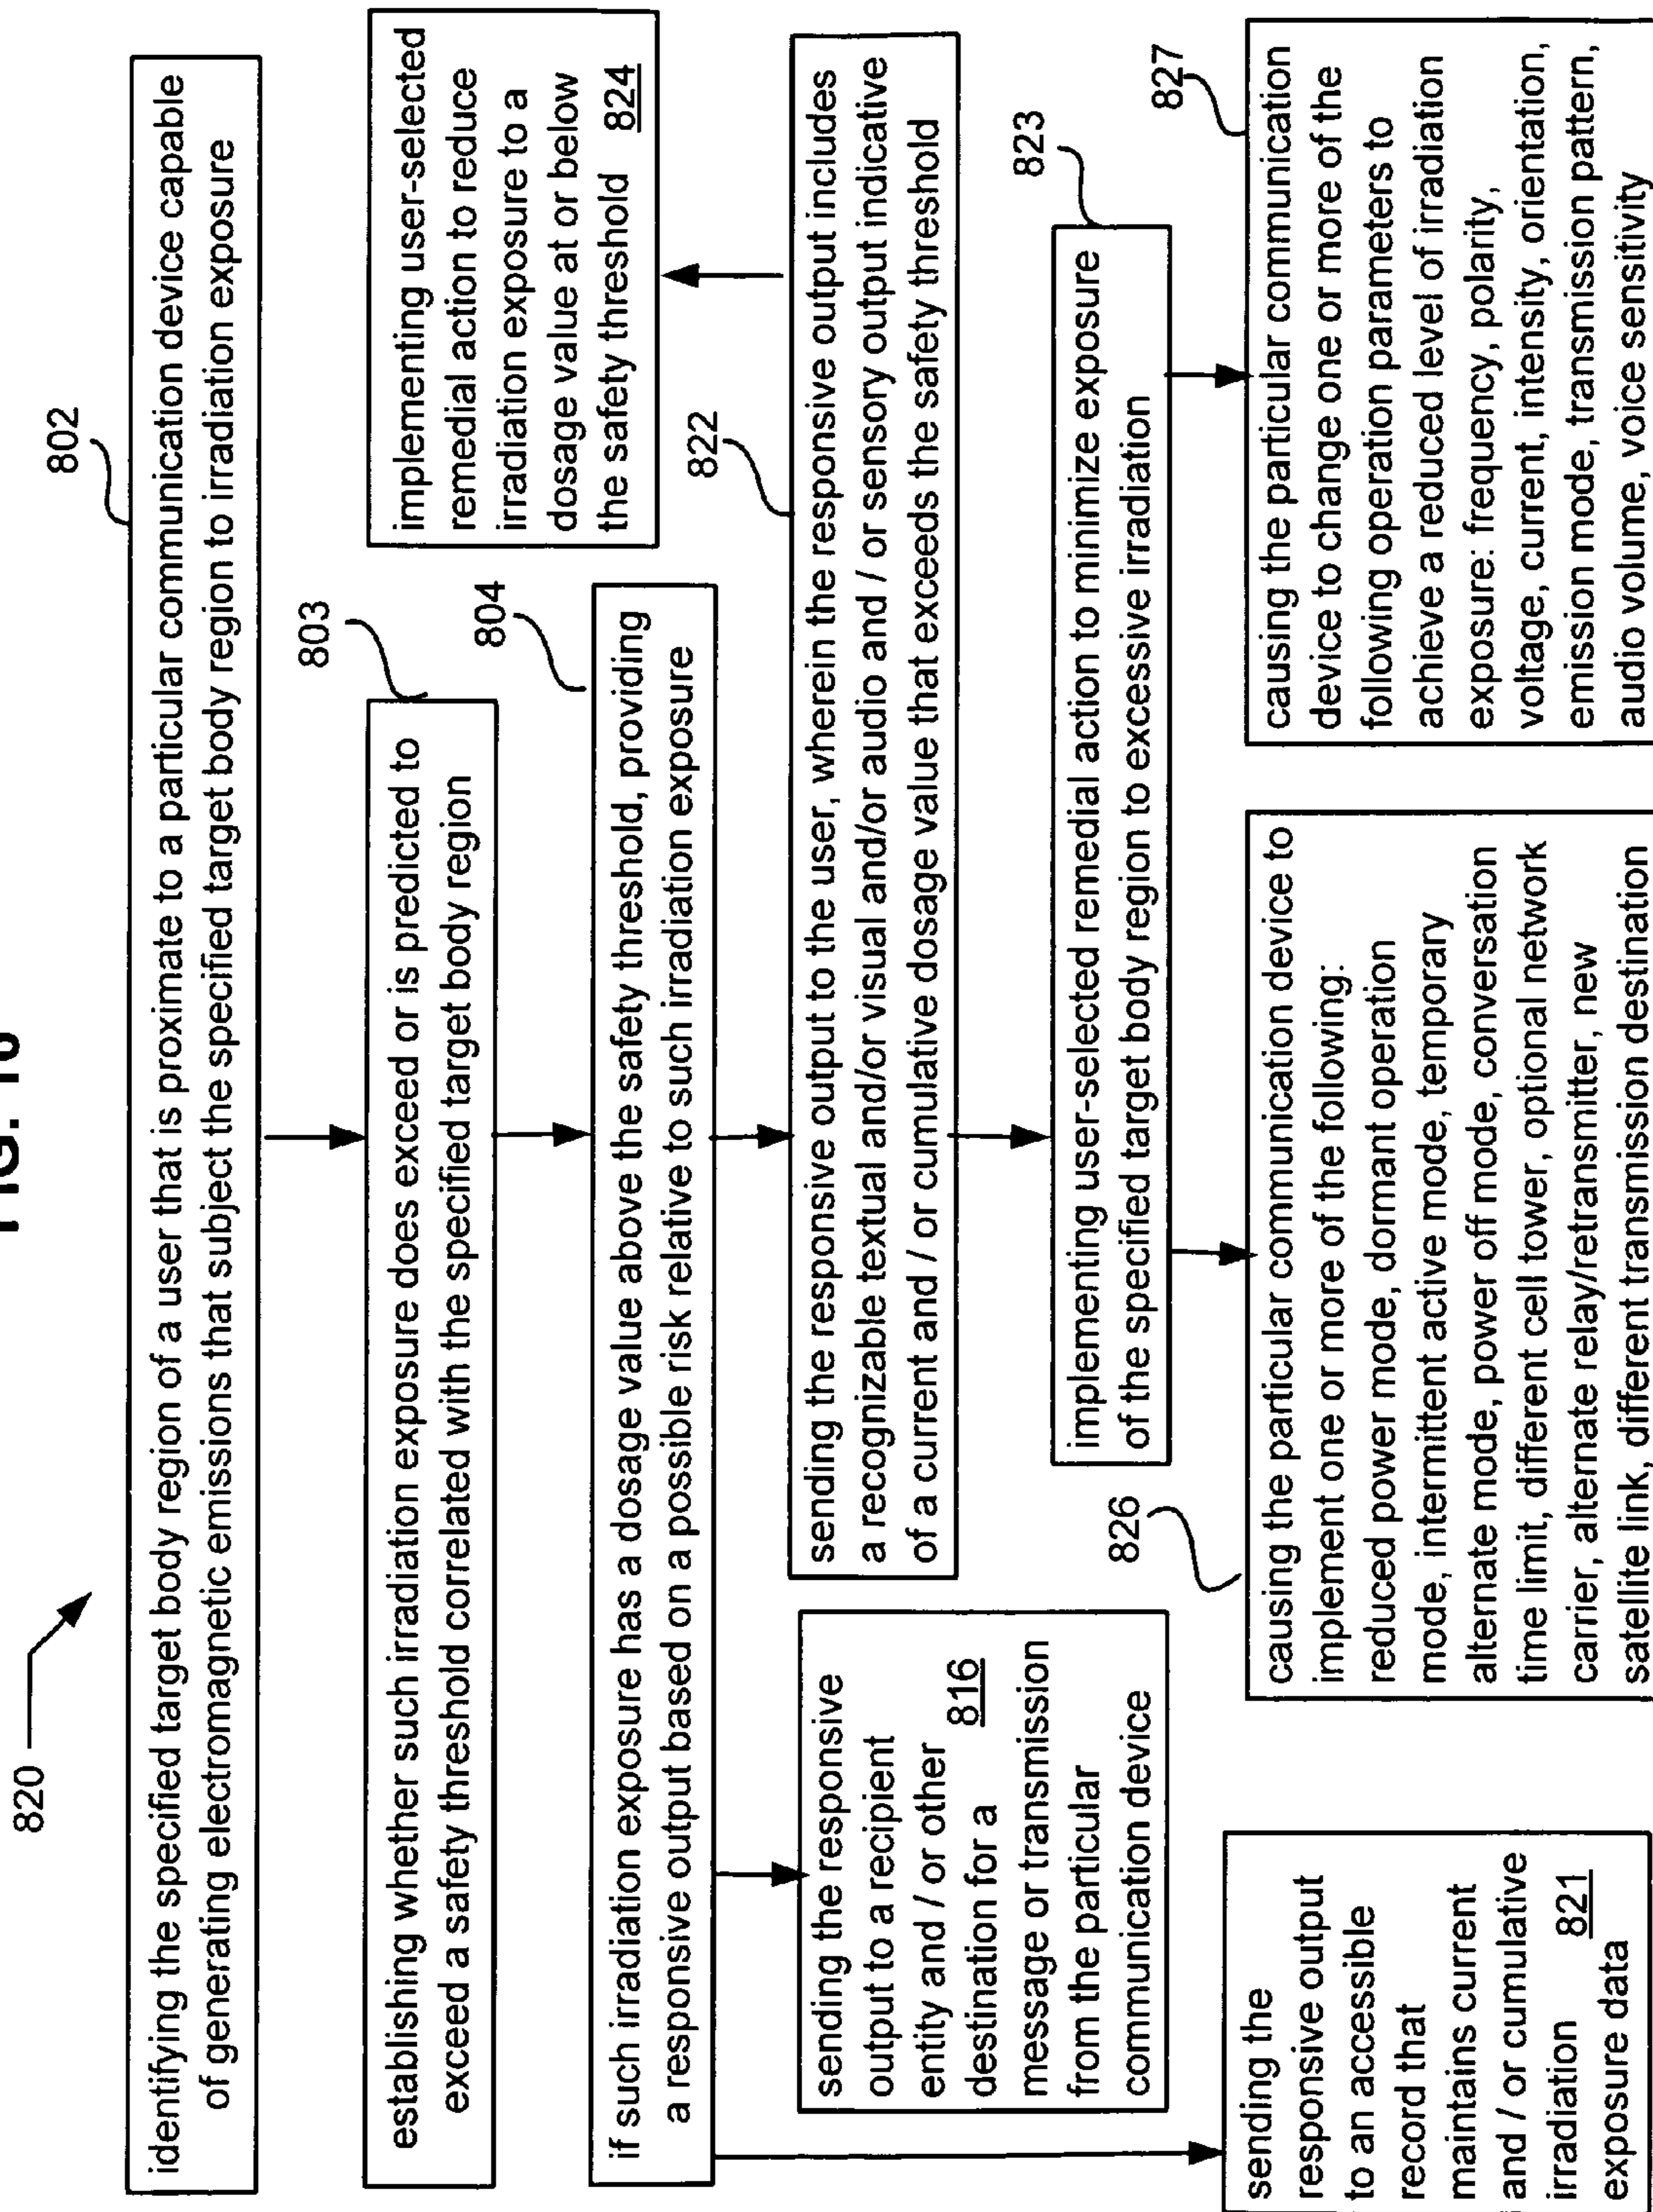 FIG.
820
802
identifying the specified target body region of a user that is proximate to a particular communication device capable
of generating electromagnetic emissions that subject the specified target body region to irradiation exposure
803
establishing whether such irradiation exposure does exceed or is predicted to
exceed a safety threshold correlated with the specified target body region
implementing user-selected
remedial action to reduce
irradiation exposure to a
dosage value at or below
the safety threshold 824
804
if such irradiation exposure has a dosage value above the safety threshold, providing
a responsive output based on a possible risk relative to such irradiation exposure
822
sending the responsive output to the user, wherein the responsive output includes
a recognizable textual and/or visual and/or audio and / or sensory output indicative
of a current and / or cumulative dosage value that exceeds the safety threshold
sending the responsive
output to a recipient
entity and / or other
destination for a 816
message or transmission
from the particular
communication device
823
implementing user-selected remedial action to minimize exposure
of the specified target body region to excessive irradiation
sending the
responsive output
to an accessible
record that
maintains current
and / or cumulative
irradiation 821
exposure data
826
causing the particular communication device to
implement one or more of the following:
reduced power mode, dormant operation
mode, intermittent active mode, temporary
alternate mode, power off mode, conversation
time limit, different cell tower, optional network
carrier, alternate relay/retransmitter, new
satellite link, different transmission destination
827
causing the particular communication
device to change one or more of the
following operation parameters to
achieve a reduced level of irradiation
exposure: frequency, polarity,
voltage, current, intensity, orientation,
emission mode, transmission pattern,
audio volume, voice sensitivity